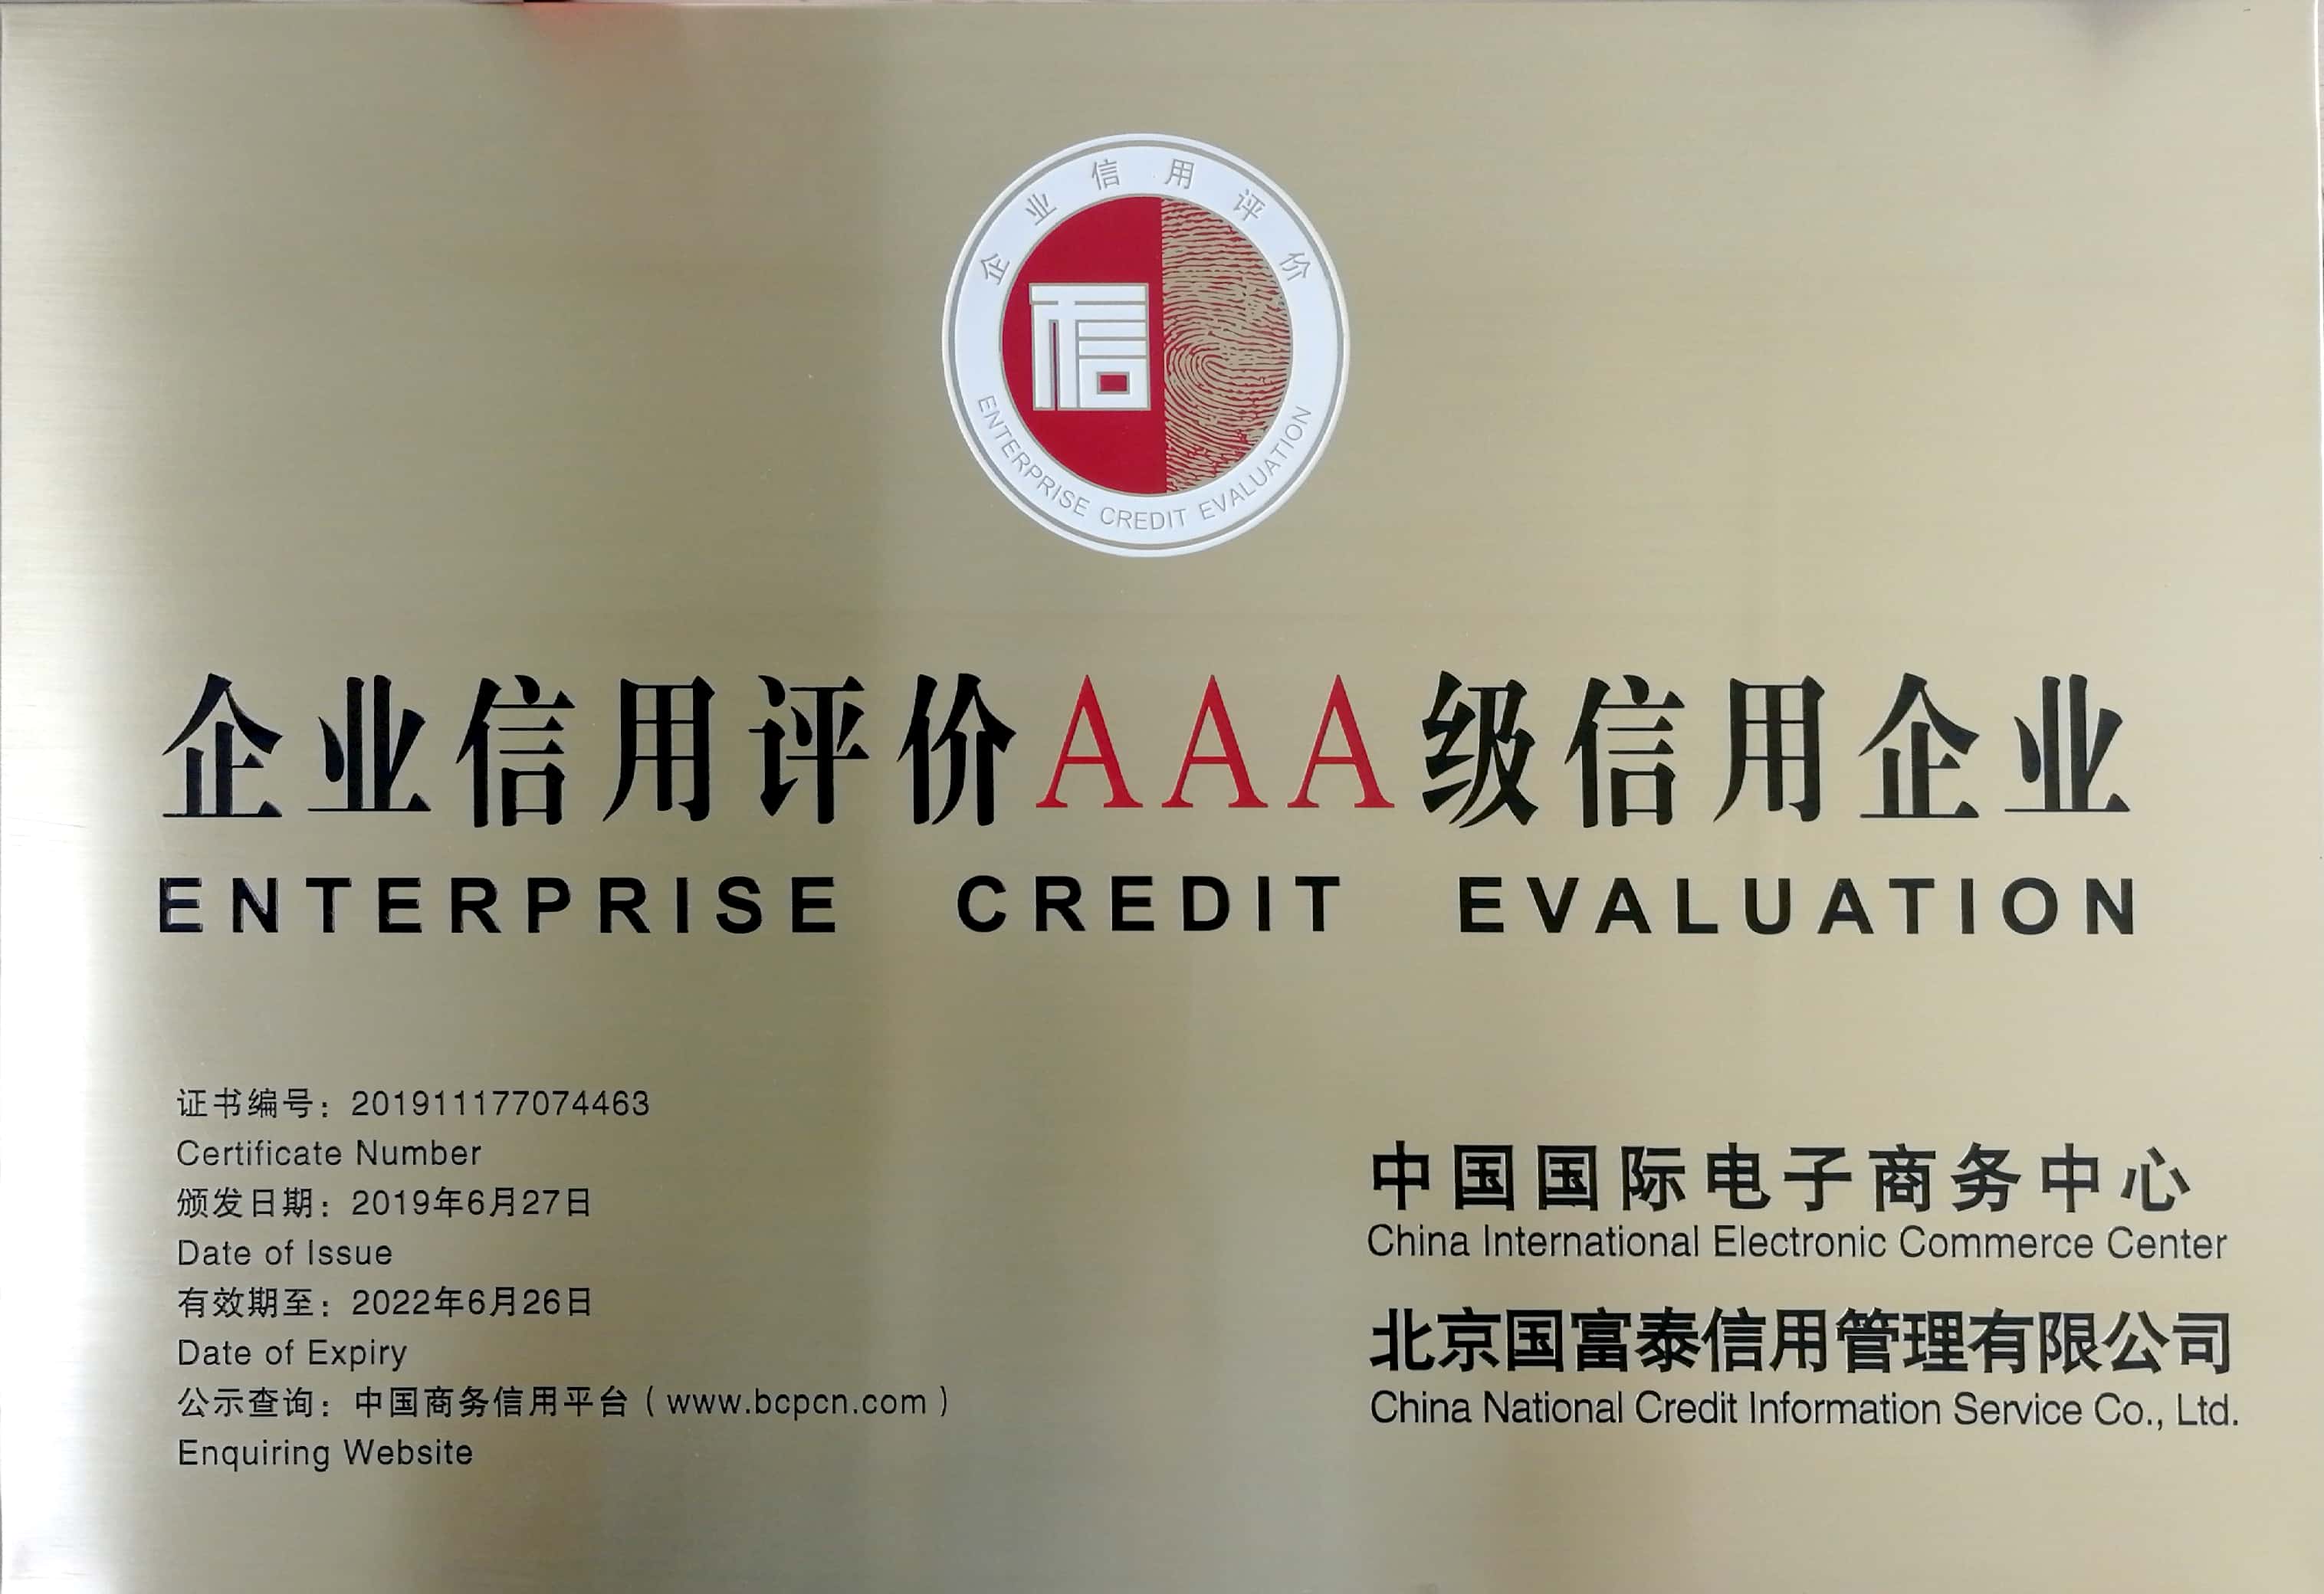 企业信用评价
信
ENTERPRISE CREDIT EVALUATION
企业信用评价AAA级信用企业
ENTERPRISE CREDIT EVALUATION
证书编号：201911177074463
Certificate Number
颁发日期：2019年6月27日
Date of Issue
有效期至：2022年6月26日
Date of Expiry
公示查询：中国商务信用平台（www.bcpcn.com）
Enquiring Website
中国国际电子商务中心
China International Electronic Commerce Center
北京国富泰信用管理有限公司
China National Credit Information Service Co., Ltd.